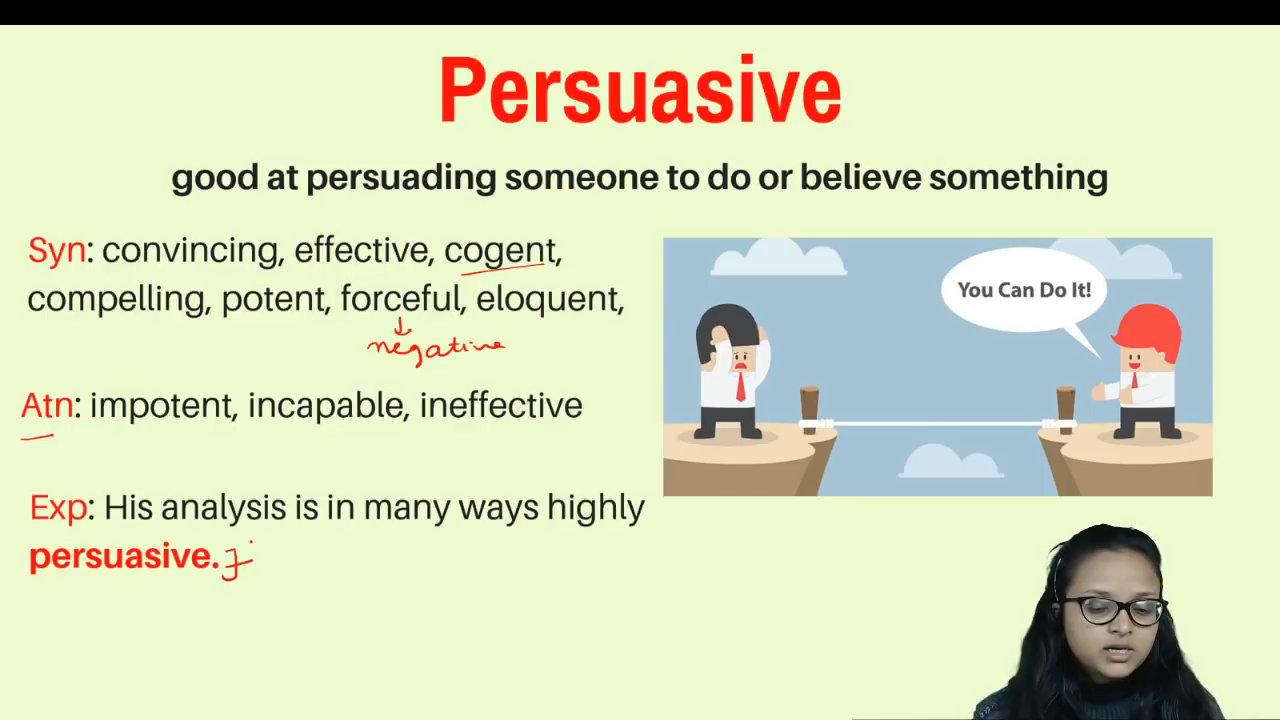 Persuasive
good at persuading someone to do or believe something
Syn: convincing, effective, cogent,
compelling, potent, forceful, eloquent,
negative
Atn: impotent, incapable, ineffective
Exp: His analysis is in many ways highly
persuasive.
You Can Do It!